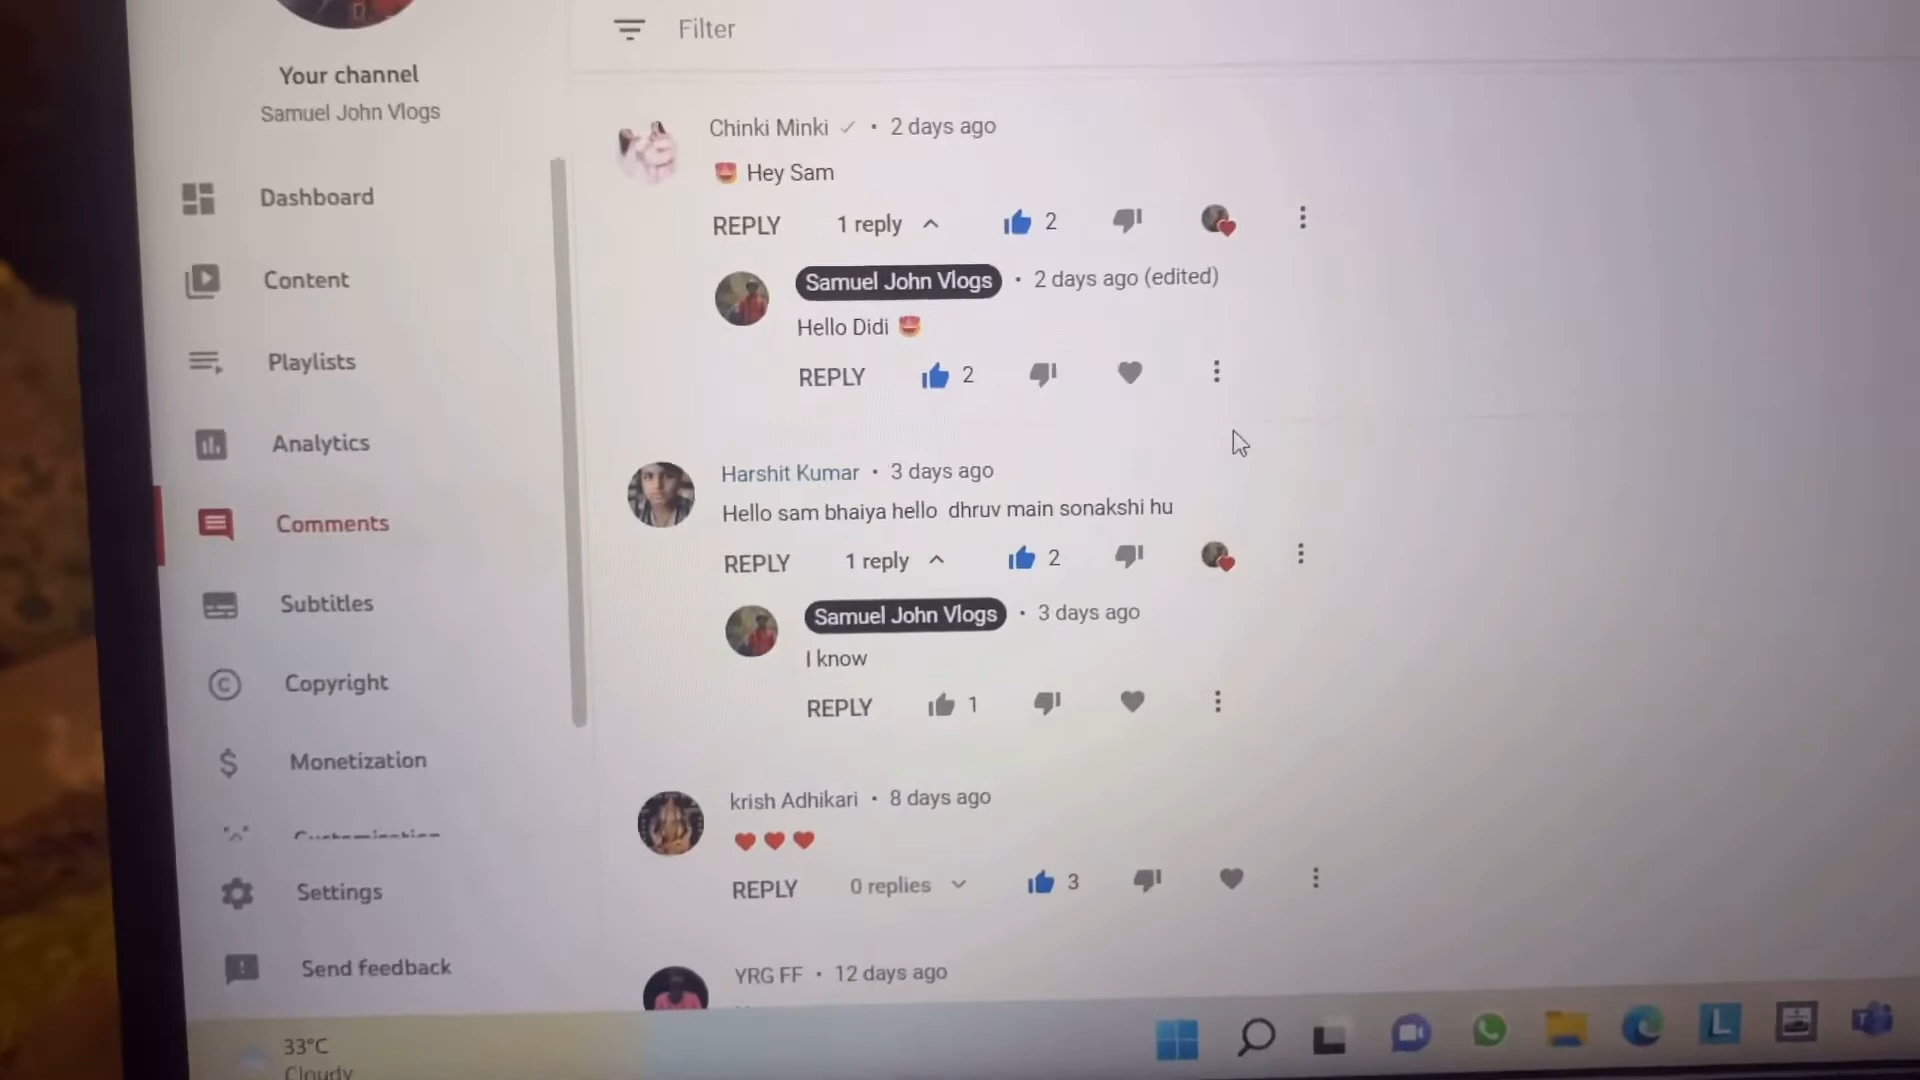 Filter
Your channel
Samuel John Vlogs
Dashboard
Content
Playlists
Analytics
Comments
Subtitles
Copyright
Monetization
Settings
Send feedback
Chinki Minki ✓ • 2 days ago
😍 Hey Sam
REPLY 1 reply 2
Samuel John Vlogs • 2 days ago (edited)
Hello Didi 😍
REPLY 2
Harshit Kumar • 3 days ago
Hello sam bhaiya hello dhruv main sonakshi hu
REPLY 1 reply 2
Samuel John Vlogs • 3 days ago
I know
REPLY 1
krish Adhikari • 8 days ago
❤❤❤
REPLY 0 replies 3
YRG FF • 12 days ago
33°C
Cloudy